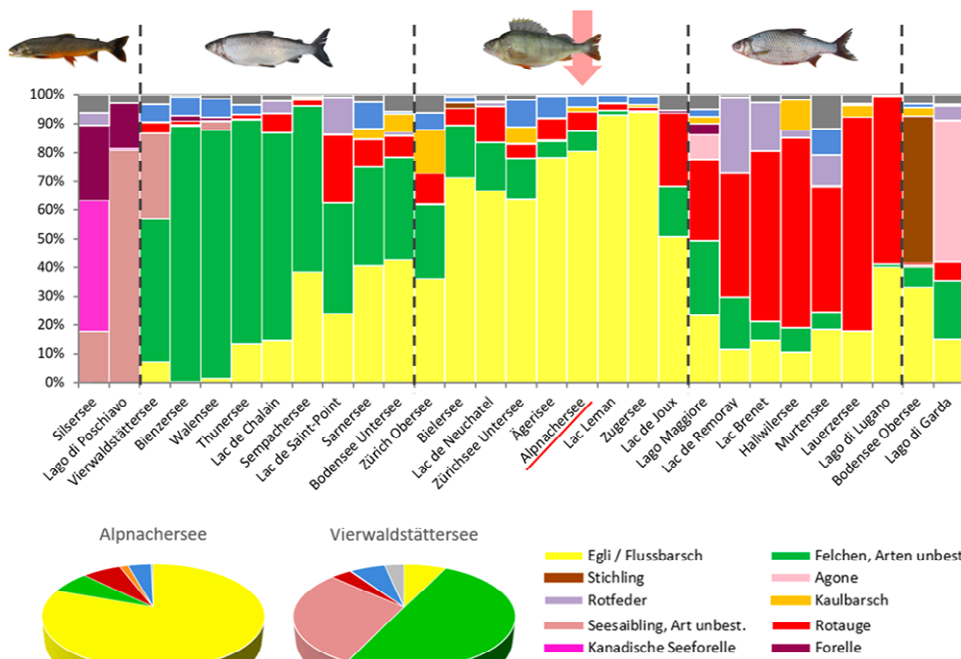 100%
90%
80%
70%
60%
50%
40%
30%
20%
10%
0%
Silsersee
Lago di Poschiavo
Vierwaldstättersee
Bienzersee
Walensee
Thunersee
Lac de Chalain
Sempachersee
Lac de Saint-Point
Sarnersee
Bodensee Untersee
Zürich Obersee
Bielersee
Lac de Neuchatel
Zürichsee Untersee
Ägerisee
Alpnachersee
Lac Leman
Zugersee
Lac de Joux
Lago Maggiore
Lac de Remoray
Lac Brenet
Hallwilersee
Murtensee
Lauerzersee
Lago di Lugano
Bodensee Obersee
Lago di Garda
Alpnachersee
Vierwaldstättersee
Egli / Flussbarsch
Felchen, Arten unbest
Stichling
Agone
Rotfeder
Kaulbarsch
Seesaibling, Art unbest.
Rotauge
Kanadische Seeforelle
Forelle